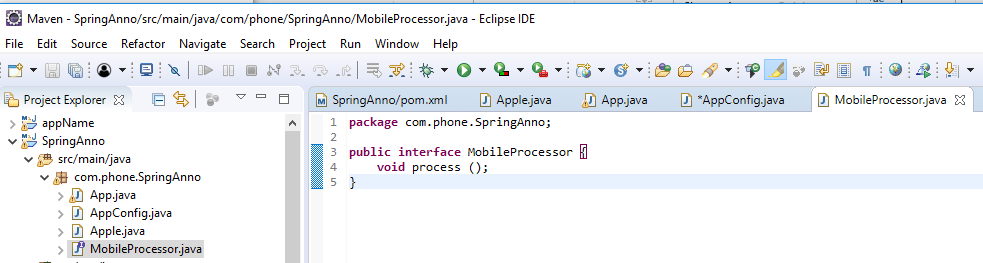 Maven - SpringAnno/src/main/java/com/phone/SpringAnno/MobileProcessor.java - Eclipse IDE
File Edit Source Refactor Navigate Search Project Run Window Help
Project Explorer
SpringAnno/pom.xml Apple.java App.java *AppConfig.java MobileProcessor.java
appName
SpringAnno
src/main/java
com.phone.SpringAnno
App.java
AppConfig.java
Apple.java
MobileProcessor.java
1 package com.phone.SpringAnno;
2
3 public interface MobileProcessor {
4 void process ();
5 }